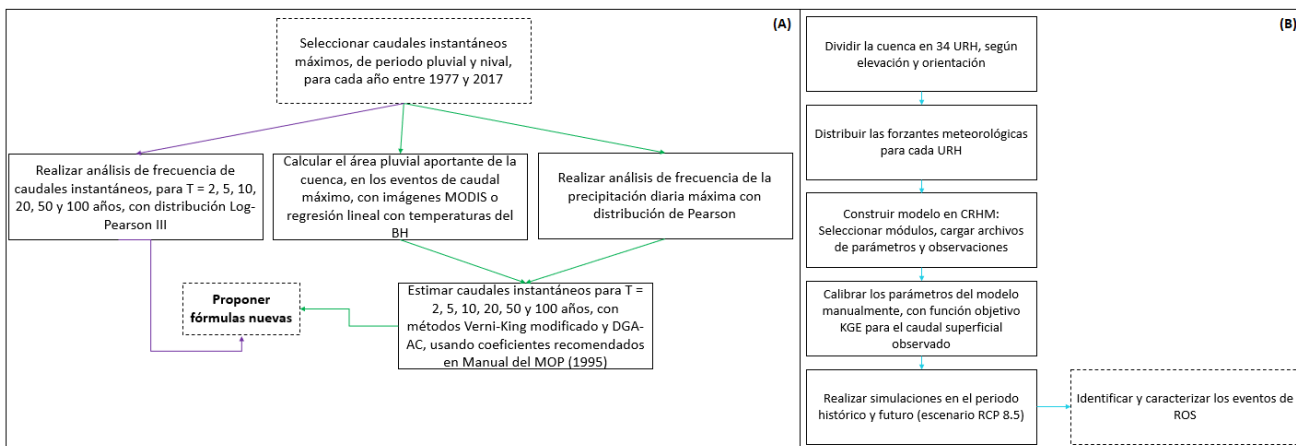 (A)
Seleccionar caudales instantáneos
máximos, de periodo pluvial y nival,
para cada año entre 1977 y 2017
Realizar análisis de frecuencia de
caudales instantáneos, para T = 2, 5, 10,
20, 50 y 100 años, con distribución Log-
Pearson III
Calcular el área pluvial aportante de la
cuenca, en los eventos de caudal
máximo, con imágenes MODIS o
regresión lineal con temperaturas del
BH
Realizar análisis de frecuencia de la
precipitación diaria máxima con
distribución de Pearson
Proponer
fórmulas nuevas
Estimar caudales instantáneos para T =
2, 5, 10, 20, 50 y 100 años, con
métodos Verni-King modificado y DGA-
AC, usando coeficientes recomendados
en Manual del MOP (1995)
(B)
Dividir la cuenca en 34 URH, según
elevación y orientación
Distribuir las forzantes meteorológicas
para cada URH
Construir modelo en CRHM:
Seleccionar módulos, cargar archivos
de parámetros y observaciones
Calibrar los parámetros del modelo
manualmente, con función objetivo
KGE para el caudal superficial
observado
Realizar simulaciones en el periodo
histórico y futuro (escenario RCP 8.5)
Identificar y caracterizar los eventos de
ROS